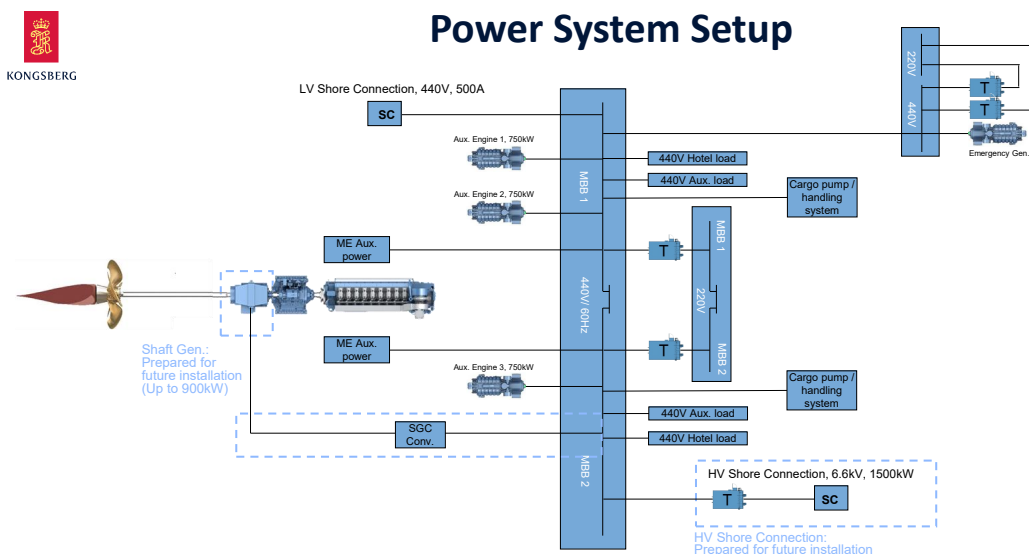 Power System Setup
KONGSBERG
LV Shore Connection, 440V, 500A
SC
Aux. Engine 1, 750kW
Aux. Engine 2, 750kW
ME Aux.
power
ME Aux.
power
Aux. Engine 3, 750kW
Shaft Gen.:
Prepared for
future installation
(Up to 900kW)
SGC
Conv.
MBB 1
440V/ 60Hz
MBB 2
440V Hotel load
440V Aux. load
Cargo pump /
handling
system
T
MBB 1
220V
MBB 2
T
Cargo pump /
handling
system
440V Aux. load
440V Hotel load
HV Shore Connection, 6.6kV, 1500kW
T
SC
HV Shore Connection:
Prepared for future installation
220V
440V
T
T
Emergency Gen.